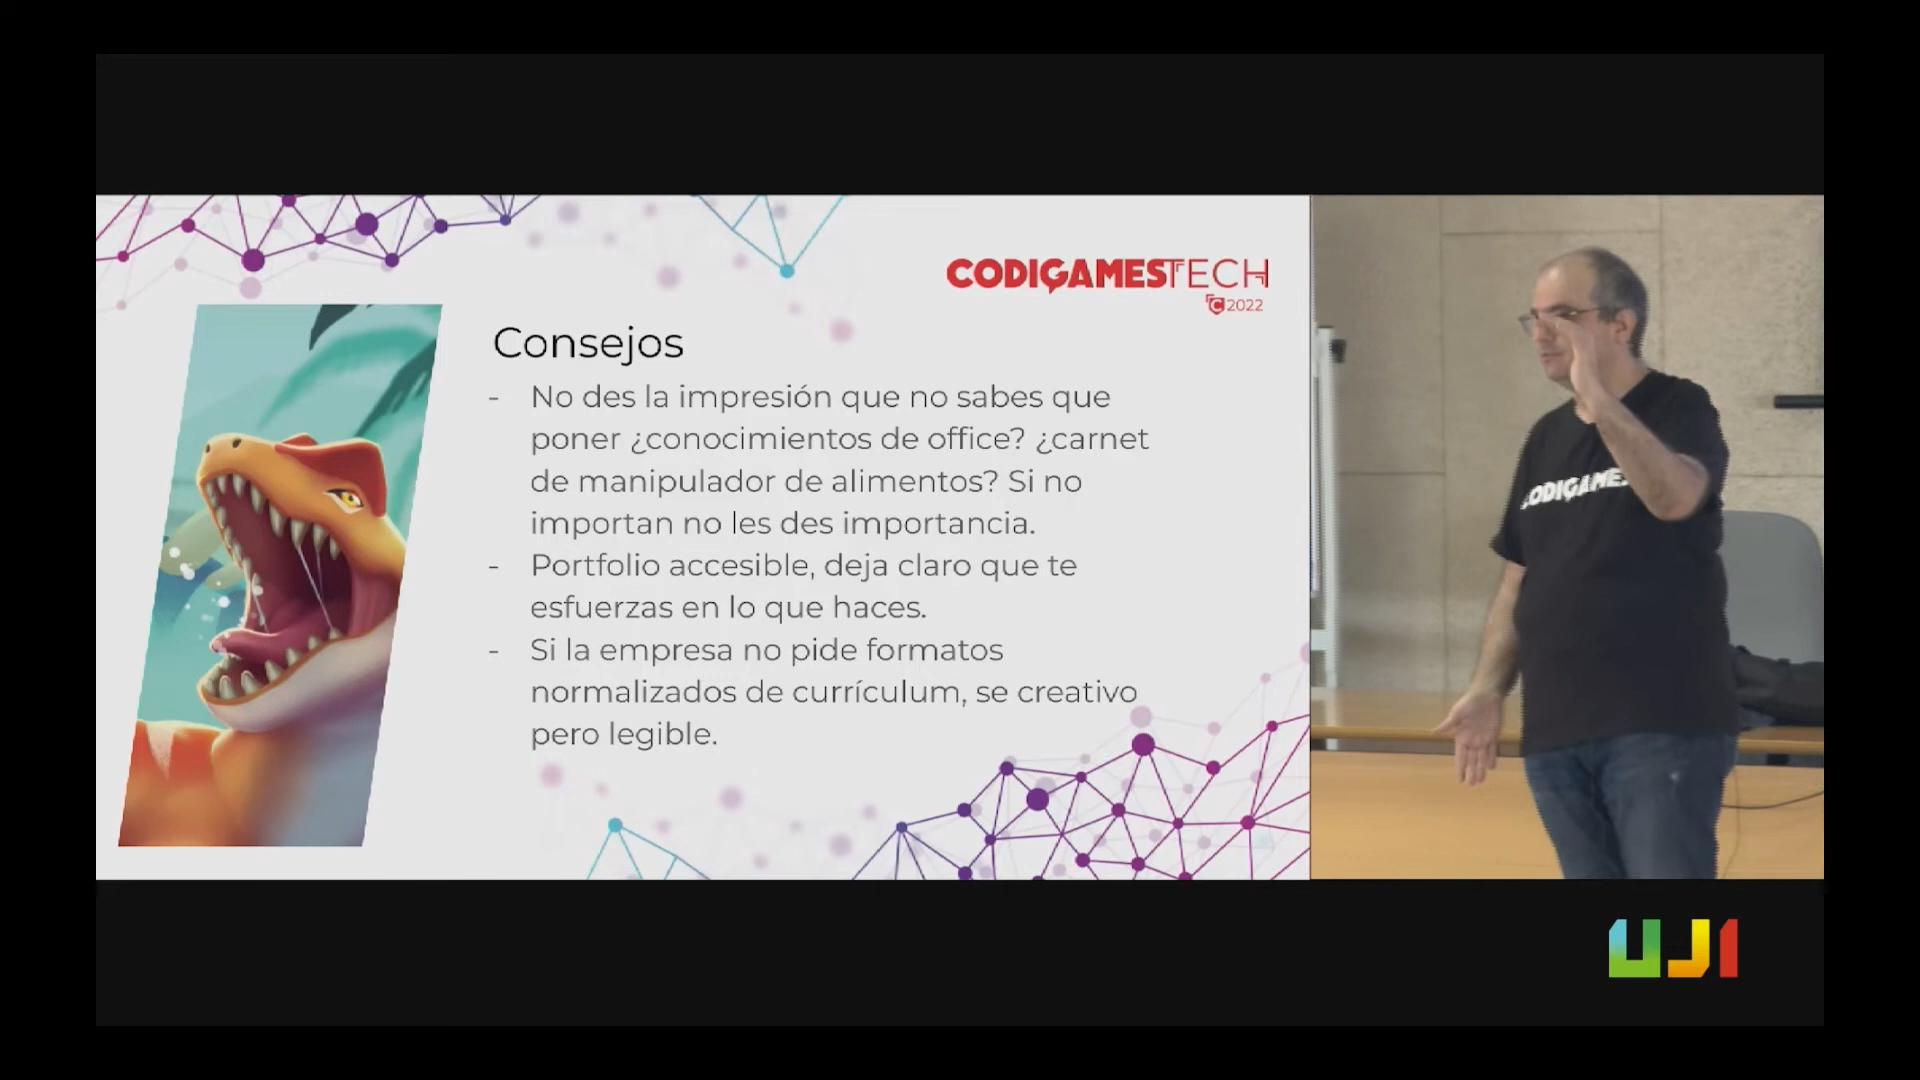 CODIGAMESTECH
C 2022
Consejos
- No des la impresión que no sabes que
poner ¿conocimientos de office? ¿carnet
de manipulador de alimentos? Si no
importan no les des importancia.
- Portfolio accesible, deja claro que te
esfuerzas en lo que haces.
- Si la empresa no pide formatos
normalizados de currículum, se creativo
pero legible.
CODIGAMES
UJI